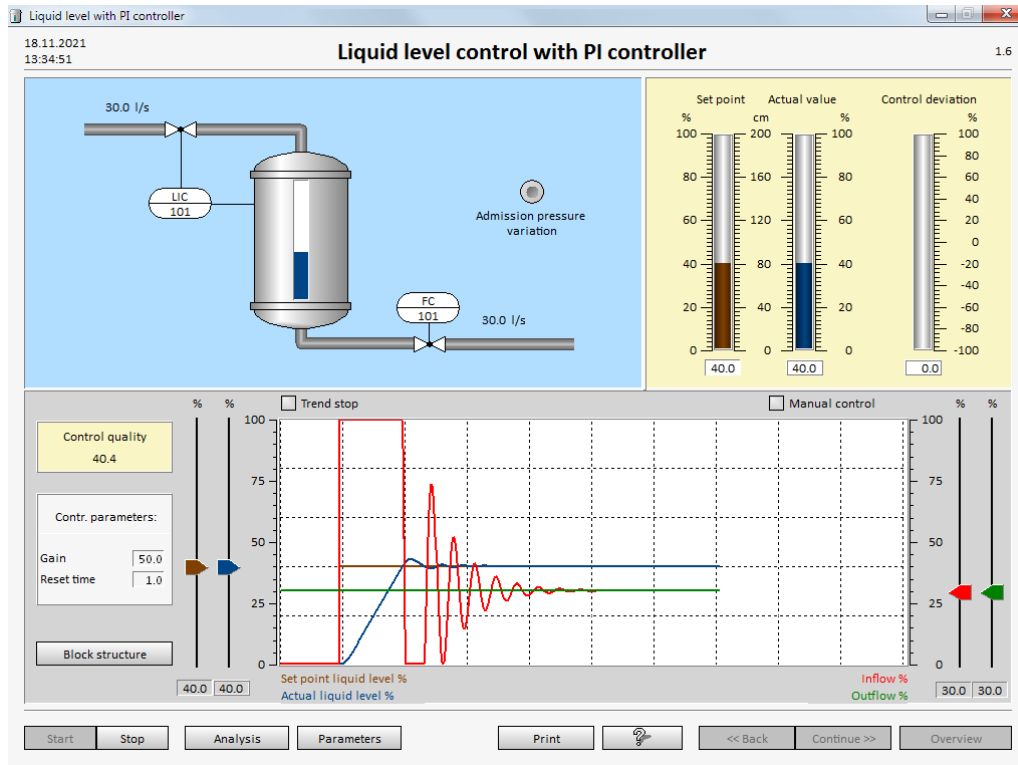 Liquid level with PI controller
18.11.2021
13:34:51
Liquid level control with PI controller
1.6
30.0 l/s
LIC
101
Admission pressure
variation
FC
101
30.0 l/s
Set point Actual value Control deviation
% cm % %
100 200 100 100
80 160 80 80
60
60 120 60 40
20
0
40 80 40 -20
-40
20 40 20 -60
-80
0 0 0 -100
40.0 40.0 0.0
% % Trend stop Manual control % %
Control quality
40.4
Contr. parameters:
Gain 50.0
Reset time 1.0
Block structure
40.0 40.0
100
75
50
25
0
100
75
50
25
0
Set point liquid level % Inflow %
Actual liquid level % Outflow %
30.0 30.0
Start Stop Analysis Parameters Print ? << Back Continue >> Overview